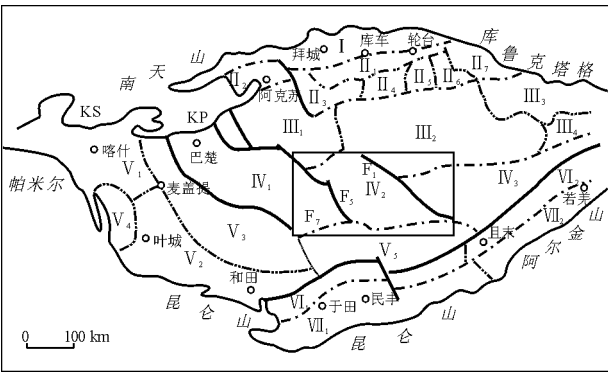 库鲁克塔格
南天山
拜城
Ⅰ
库车
轮台
Ⅱ₁
Ⅱ₂
阿克苏
Ⅱ₃
Ⅱ₄
Ⅱ₅
Ⅱ₆
Ⅱ₇
Ⅲ₃
KS
KP
Ⅲ₁
Ⅲ₂
Ⅲ₄
喀什
巴楚
Ⅴ₁
帕米尔
麦盖提
Ⅳ₁
F₁
F₅
Ⅳ₂
Ⅳ₃
Ⅵ₂
若羌
Ⅴ₄
F₇
Ⅶ₂
叶城
Ⅴ₃
且末
Ⅴ₂
Ⅴ₅
阿尔金山
和田
昆仑山
Ⅵ₁
于田
民丰
Ⅶ₁
昆仑山
0 100 km